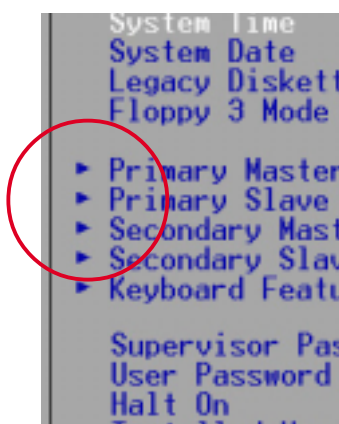 System Time
System Date
Legacy Diskett
Floppy 3 Mode
Primary Master
Primary Slave
Secondary Mast
Secondary Slav
Keyboard Featu
Supervisor Pas
User Password
Halt On